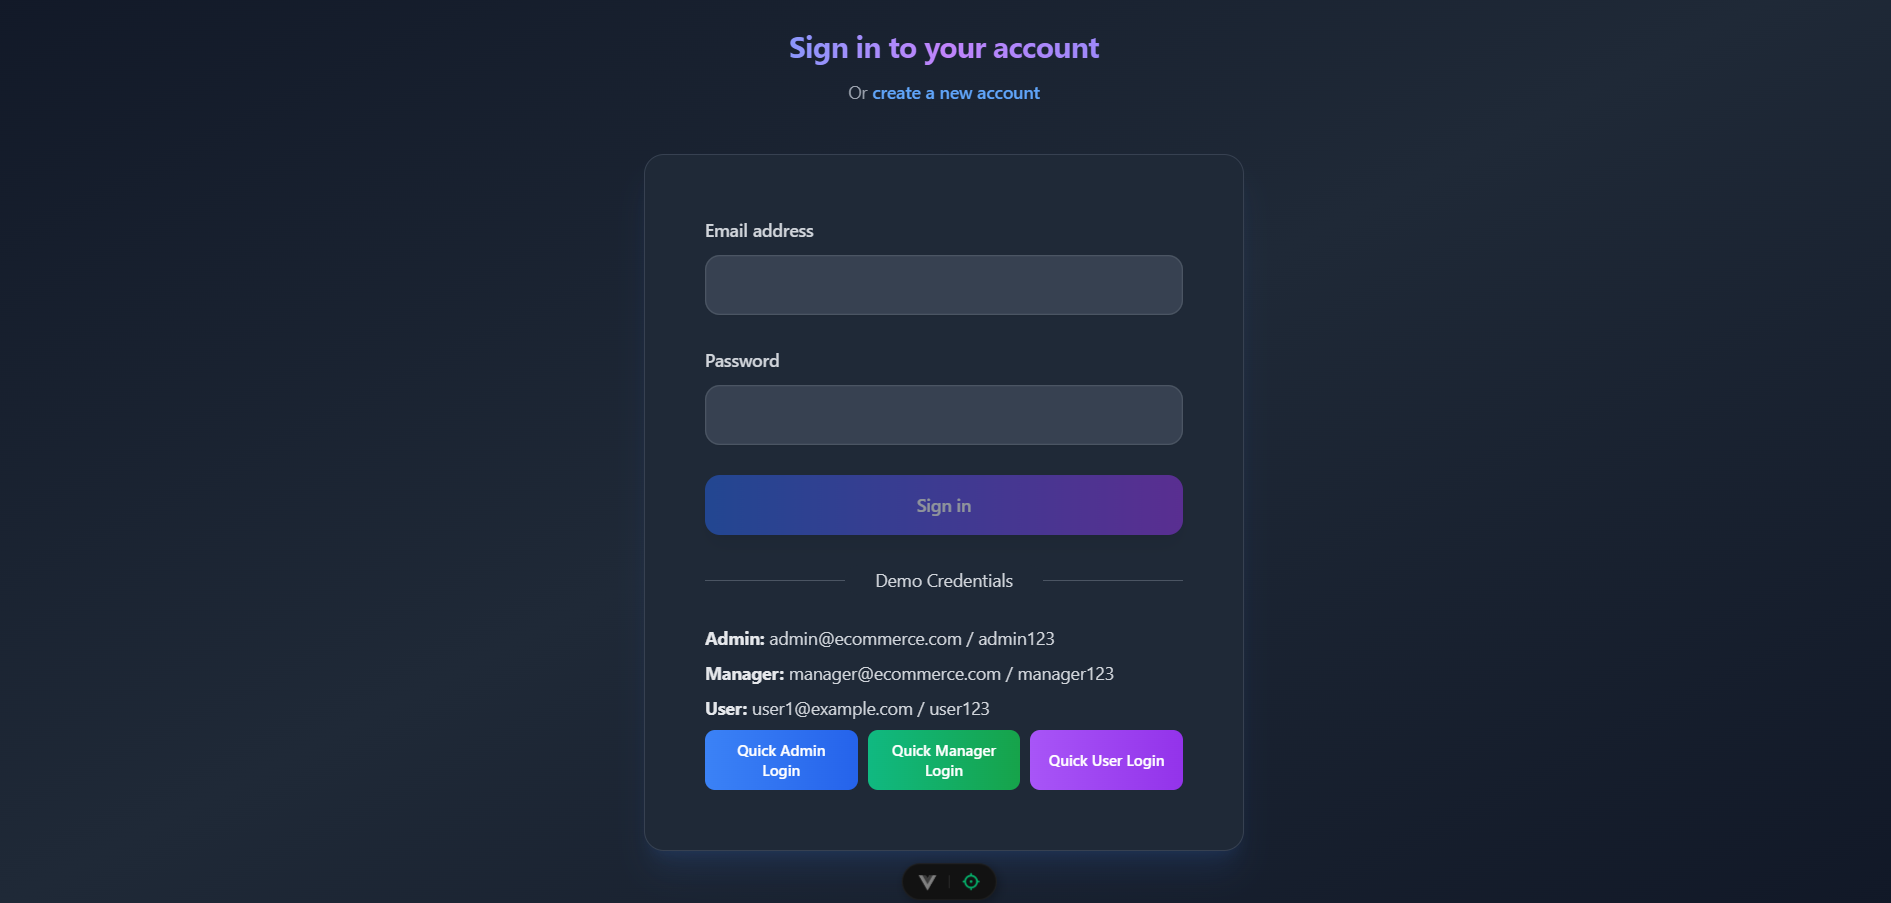 Sign in to your account
Or create a new account
Email address
Password
Sign in
Demo Credentials
Admin: admin@ecommerce.com / admin123
Manager: manager@ecommerce.com / manager123
User: user1@example.com / user123
Quick Admin
Login
Quick Manager
Login
Quick User Login